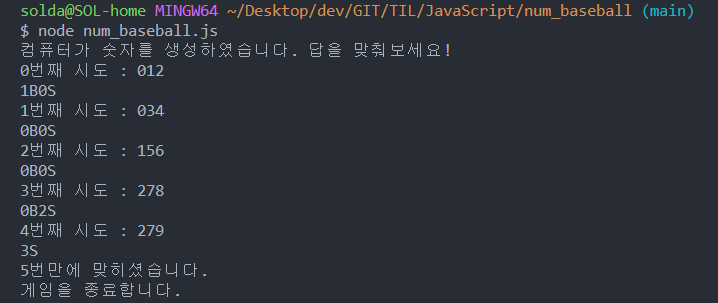 solda@SOL-home MINGW64 ~/Desktop/dev/GIT/TIL/JavaScript/num_baseball (main)
$ node num_baseball.js
컴퓨터가 숫자를 생성하였습니다. 답을 맞춰보세요!
0번째 시도 : 012
1B0S
1번째 시도 : 034
0B0S
2번째 시도 : 156
0B0S
3번째 시도 : 278
0B2S
4번째 시도 : 279
3S
5번만에 맞히셨습니다.
게임을 종료합니다.